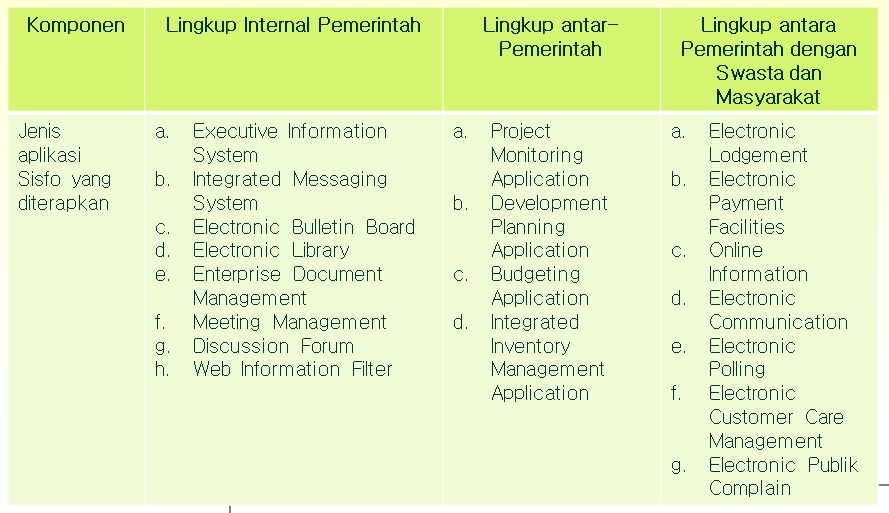 Komponen
Lingkup Internal Pemerintah
Lingkup antar-
Pemerintah
Lingkup antara
Pemerintah dengan
Swasta dan
Masyarakat
Jenis
aplikasi
Sisfo yang
diterapkan
a. Executive Information
System
b. Integrated Messaging
System
c. Electronic Bulletin Board
d. Electronic Library
e. Enterprise Document
Management
f. Meeting Management
g. Discussion Forum
h. Web Information Filter
a. Project
Monitoring
Application
b. Development
Planning
Application
c. Budgeting
Application
d. Integrated
Inventory
Management
Application
a. Electronic
Lodgement
b. Electronic
Payment
Facilities
c. Online
Information
d. Electronic
Communication
e. Electronic
Polling
f. Electronic
Customer Care
Management
g. Electronic Publik
Complain